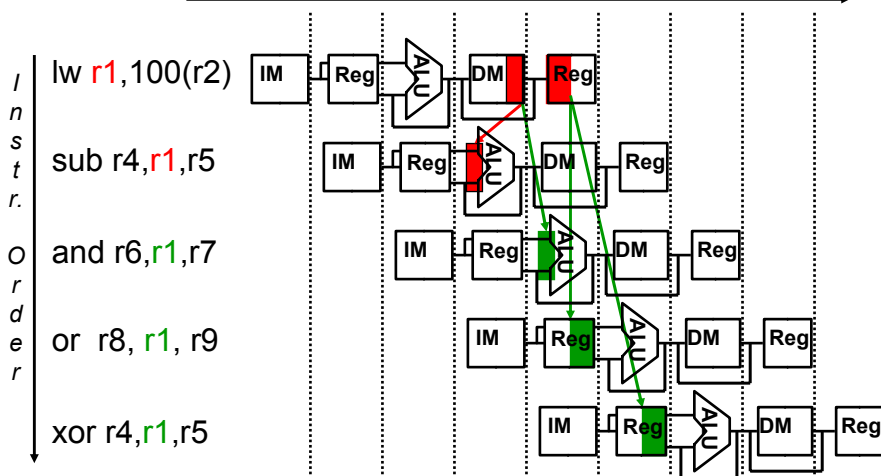 Instr. Order
lw r1,100(r2)
IM Reg ALU DM Reg
sub r4,r1,r5
IM Reg ALU DM Reg
and r6,r1,r7
IM Reg ALU DM Reg
or r8, r1, r9
IM Reg ALU DM Reg
xor r4,r1,r5
IM Reg ALU DM Reg